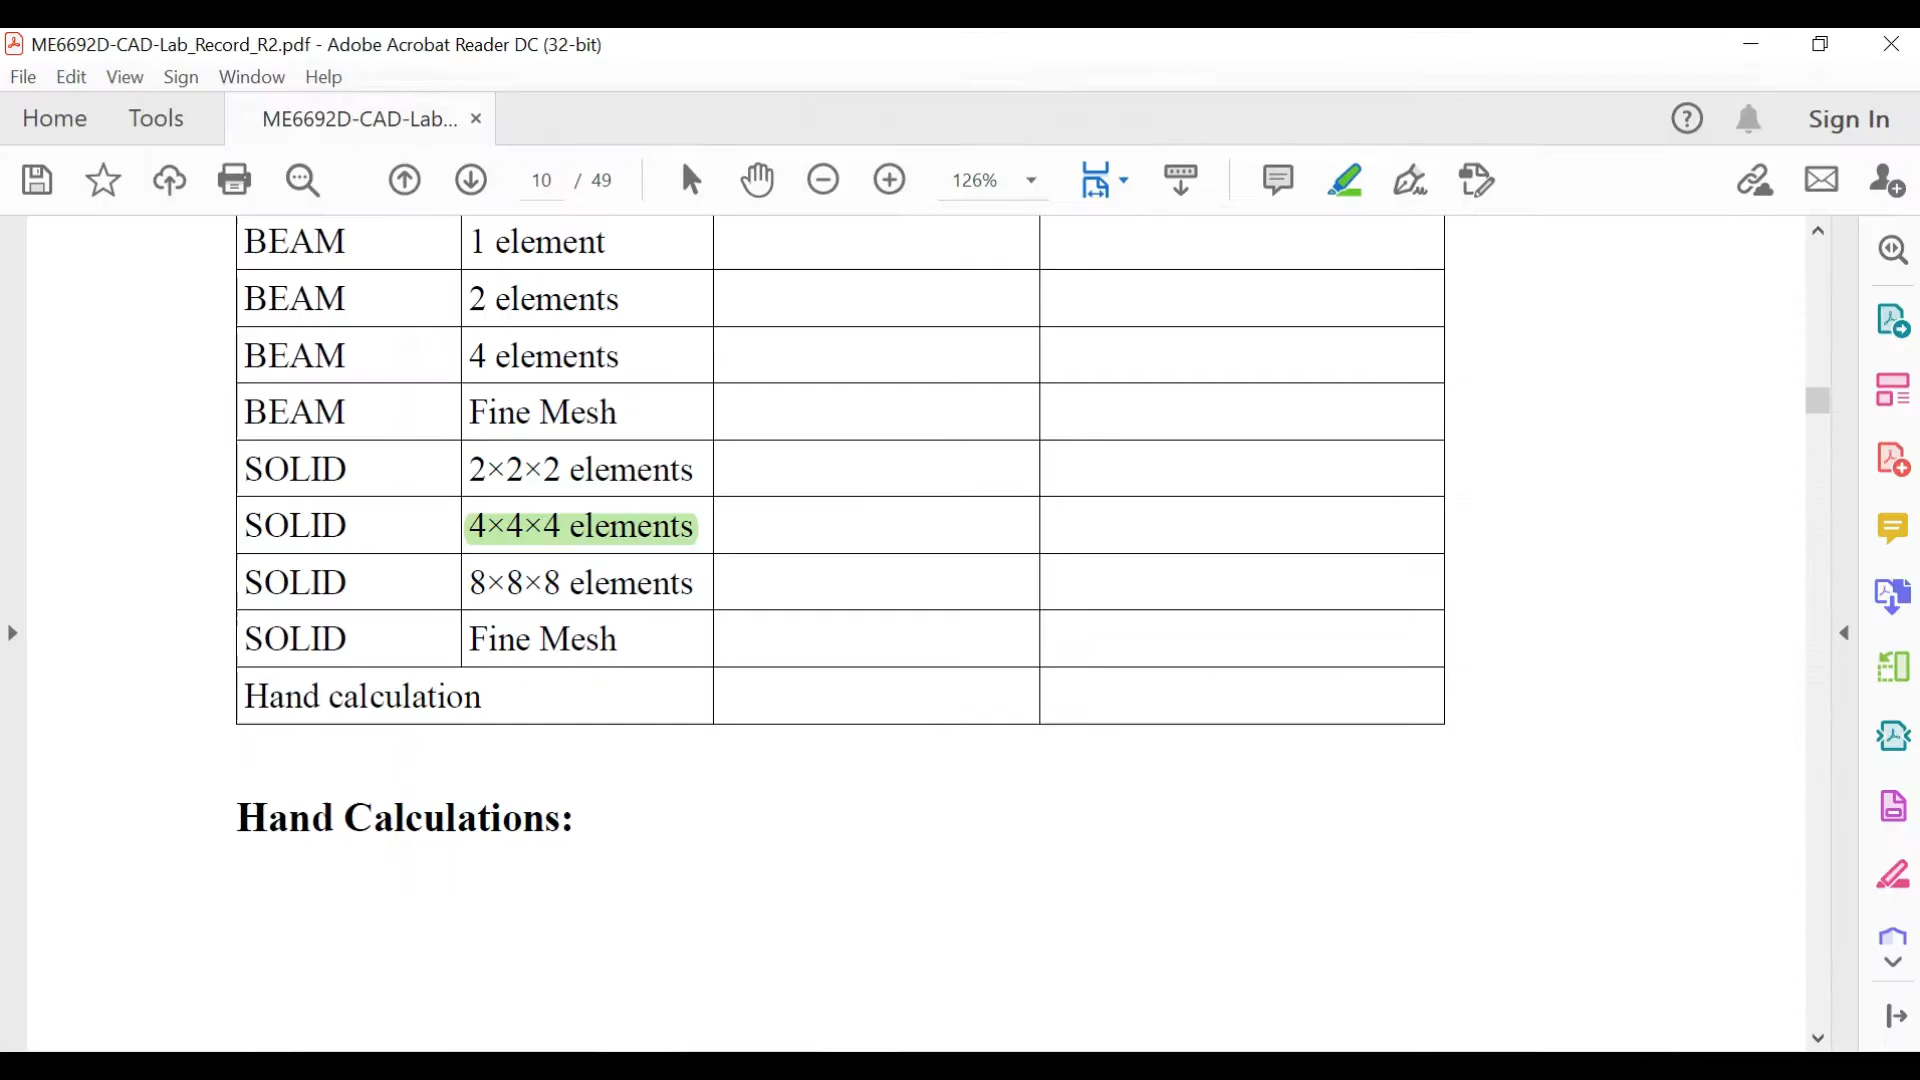 ME6692D-CAD-Lab_Record_R2.pdf - Adobe Acrobat Reader DC (32-bit)
File Edit View Sign Window Help
Home Tools ME6692D-CAD-Lab... × Sign In
10 / 49 126%
BEAM 1 element
BEAM 2 elements
BEAM 4 elements
BEAM Fine Mesh
SOLID 2×2×2 elements
SOLID 4×4×4 elements
SOLID 8×8×8 elements
SOLID Fine Mesh
Hand calculation
Hand Calculations: